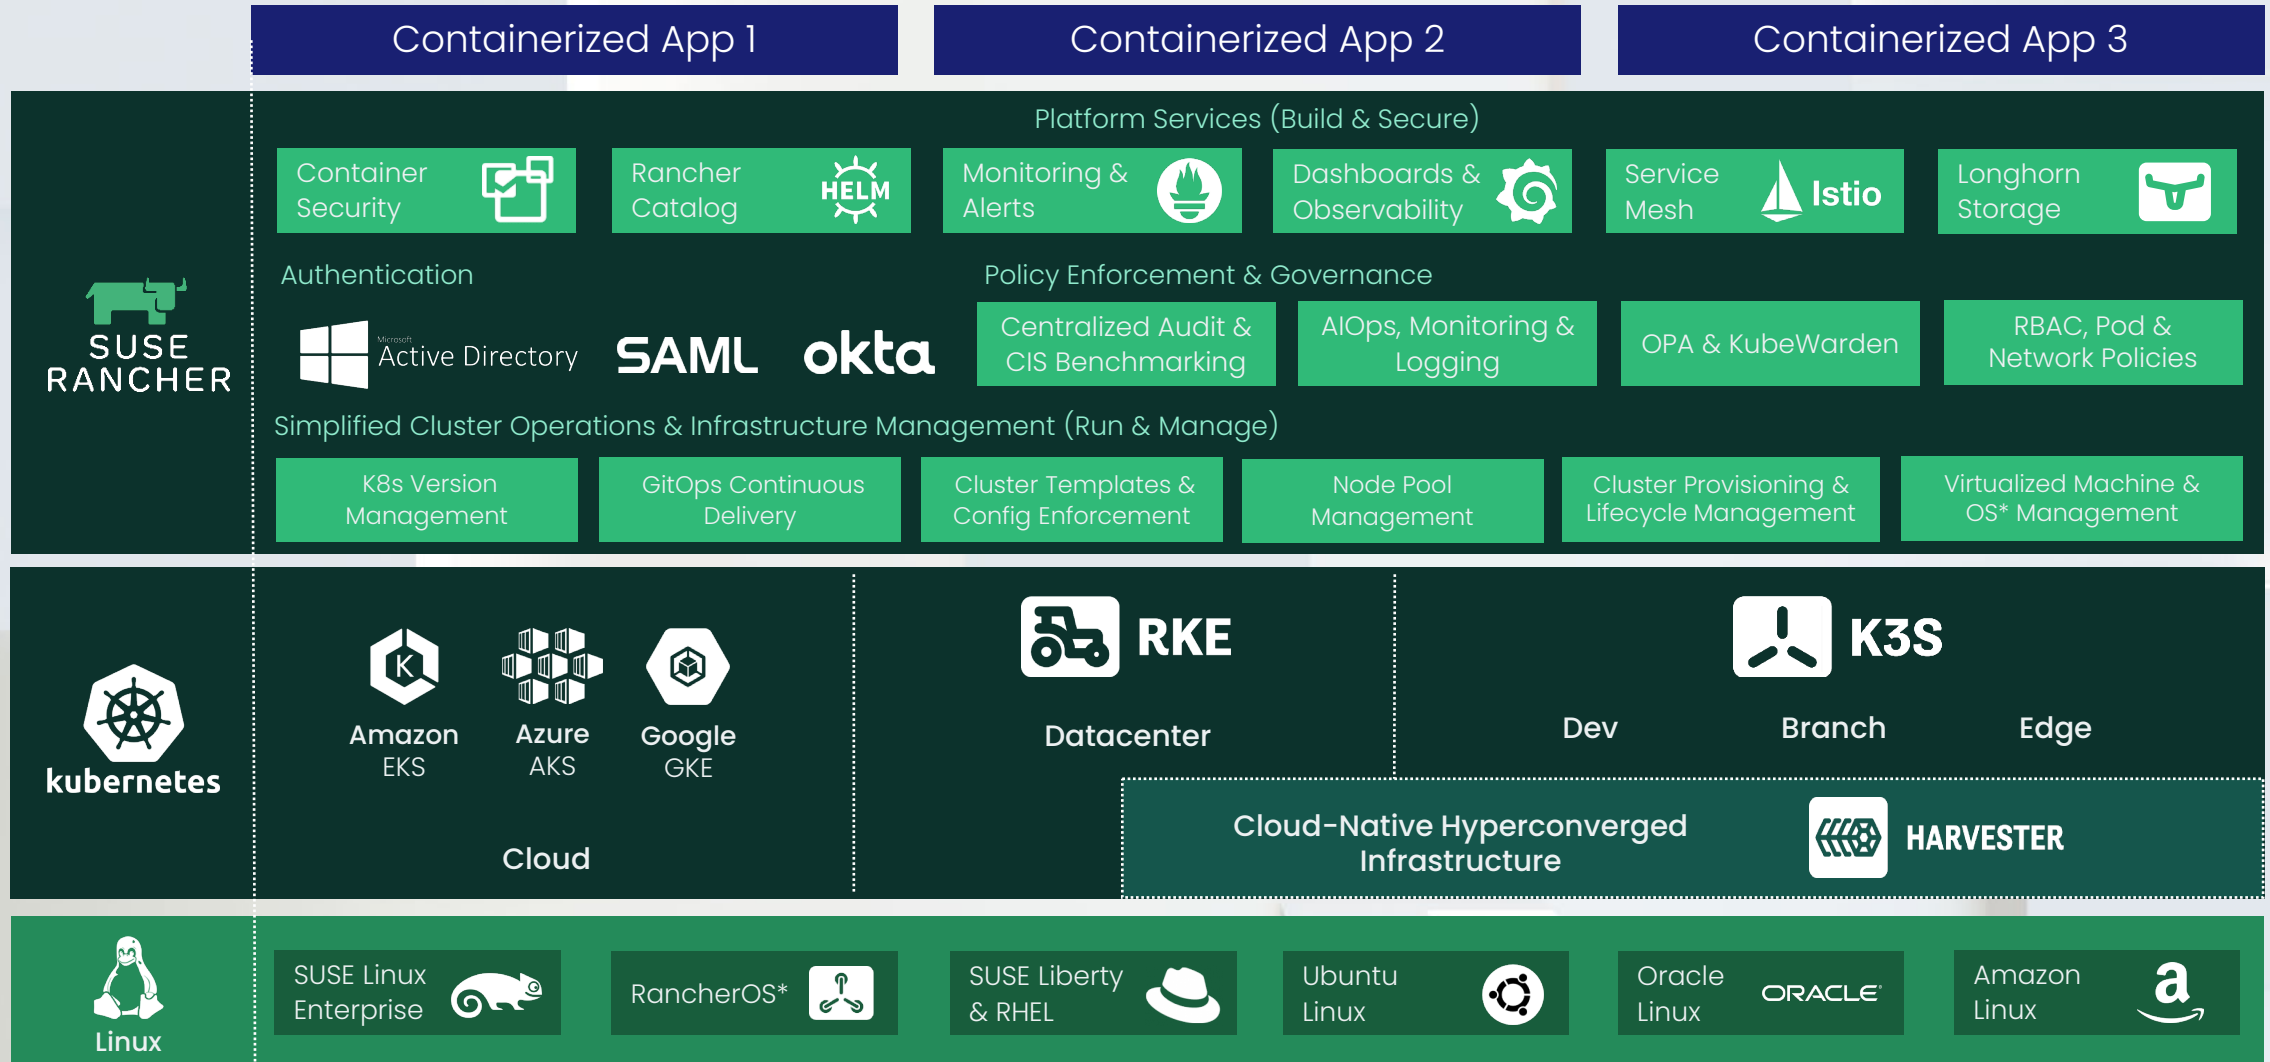 Containerized App 1
Containerized App 2
Containerized App 3
Platform Services (Build & Secure)
Container
Security
Rancher
Catalog
HELM
Monitoring &
Alerts
Dashboards &
Observability
Service
Mesh
Istio
Longhorn
Storage
SUSE
RANCHER
Authentication
Microsoft
Active Directory
SAML
okta
Policy Enforcement & Governance
Centralized Audit &
CIS Benchmarking
AIOps, Monitoring &
Logging
OPA & KubeWarden
RBAC, Pod &
Network Policies
Simplified Cluster Operations & Infrastructure Management (Run & Manage)
K8s Version
Management
GitOps Continuous
Delivery
Cluster Templates &
Config Enforcement
Node Pool
Management
Cluster Provisioning &
Lifecycle Management
Virtualized Machine &
OS* Management
kubernetes
K
Amazon
EKS
Azure
AKS
Google
GKE
Cloud
RKE
Datacenter
K3S
Dev
Branch
Edge
Cloud-Native Hyperconverged
Infrastructure
HARVESTER
Linux
SUSE Linux
Enterprise
RancherOS*
SUSE Liberty
& RHEL
Ubuntu
Linux
Oracle
Linux
ORACLE®
Amazon
Linux
a